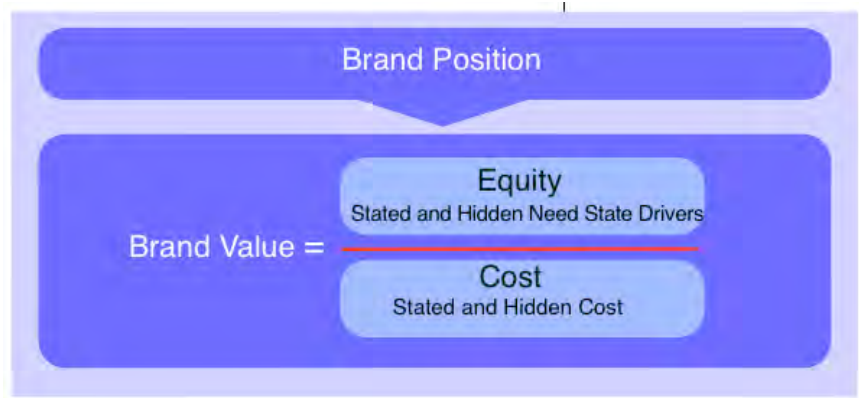 Brand Position
Equity
Stated and Hidden Need State Drivers
Brand Value =
Cost
Stated and Hidden Cost